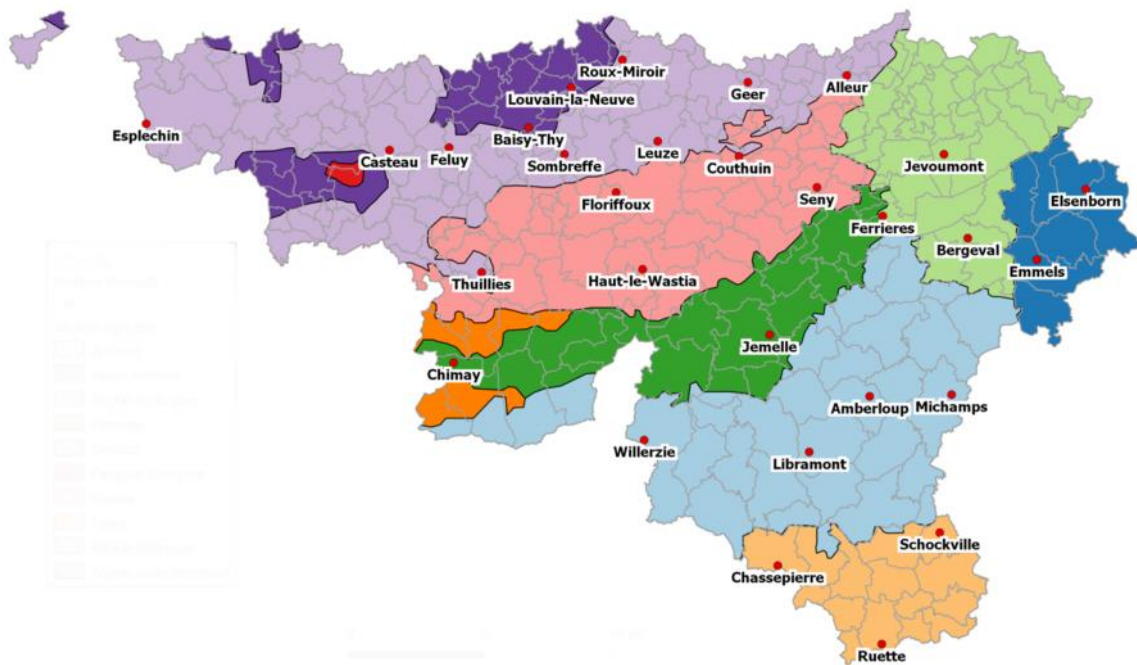 Roux-Miroir
Alleur
Geer
Louvain-la-Neuve
Esplechin
Baisy-Thy
Casteau
Feluy
Sombreffe
Leuze
Couthuin
Jevoumont
Floriffoux
Seny
Elsenborn
Ferrieres
Bergeval
Emmels
Thuillies
Haut-le-Wastia
Jemelle
Chimay
Amberloup
Michamps
Willerzie
Libramont
Schockville
Chassepierre
Ruette